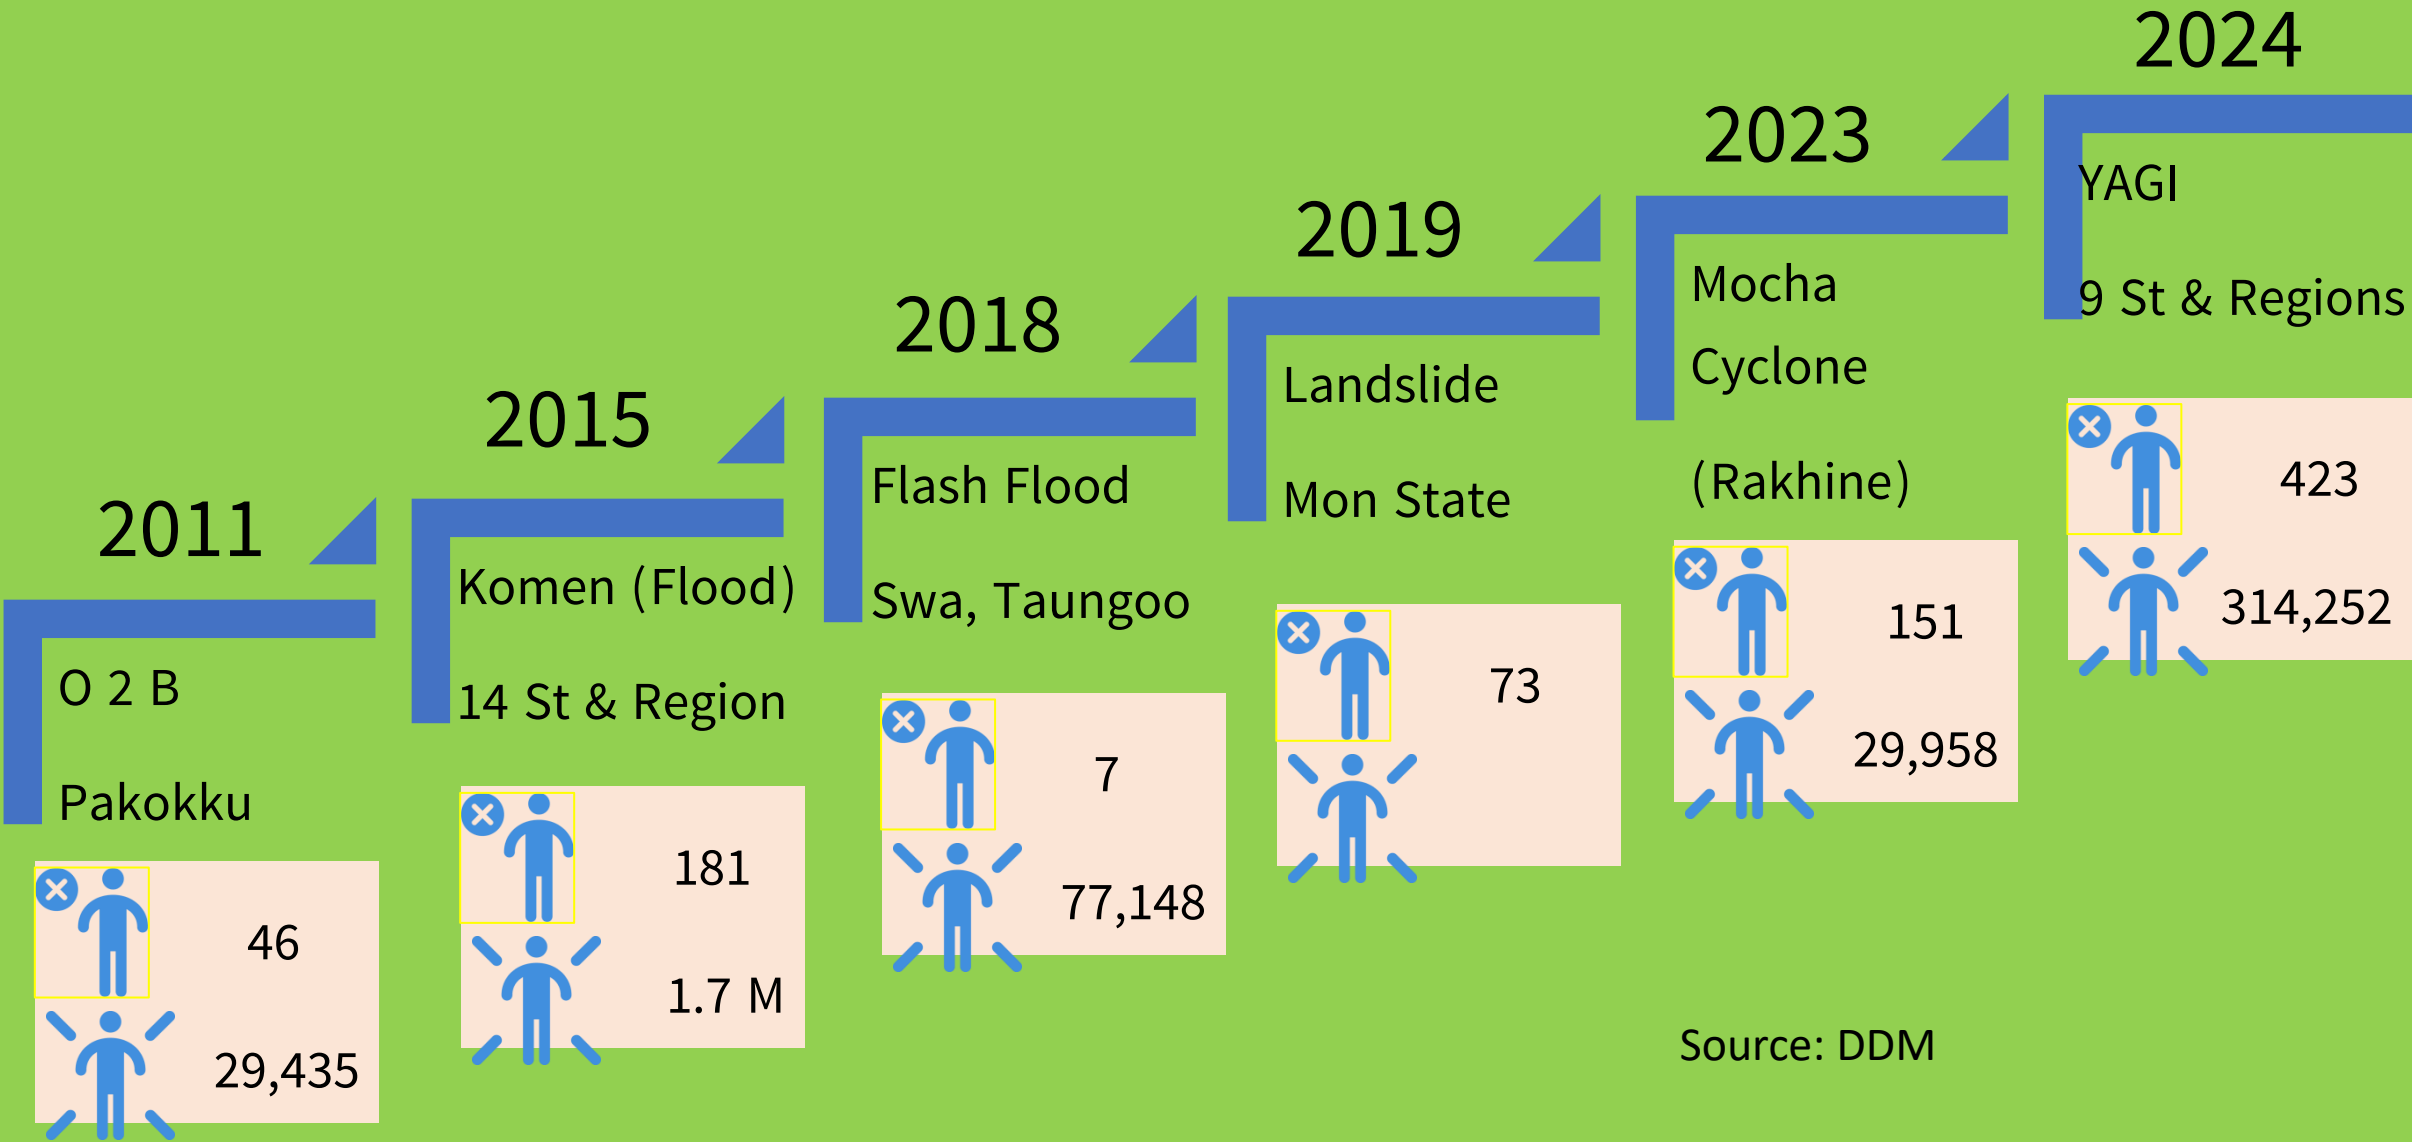 2011
O 2 B
Pakokku
46
29,435
2015
Komen (Flood)
14 St & Region
181
1.7 M
2018
Flash Flood
Swa, Taungoo
7
77,148
2019
Landslide
Mon State
73
2023
Mocha
Cyclone
(Rakhine)
151
29,958
2024
YAGI
9 St & Regions
423
314,252
Source: DDM